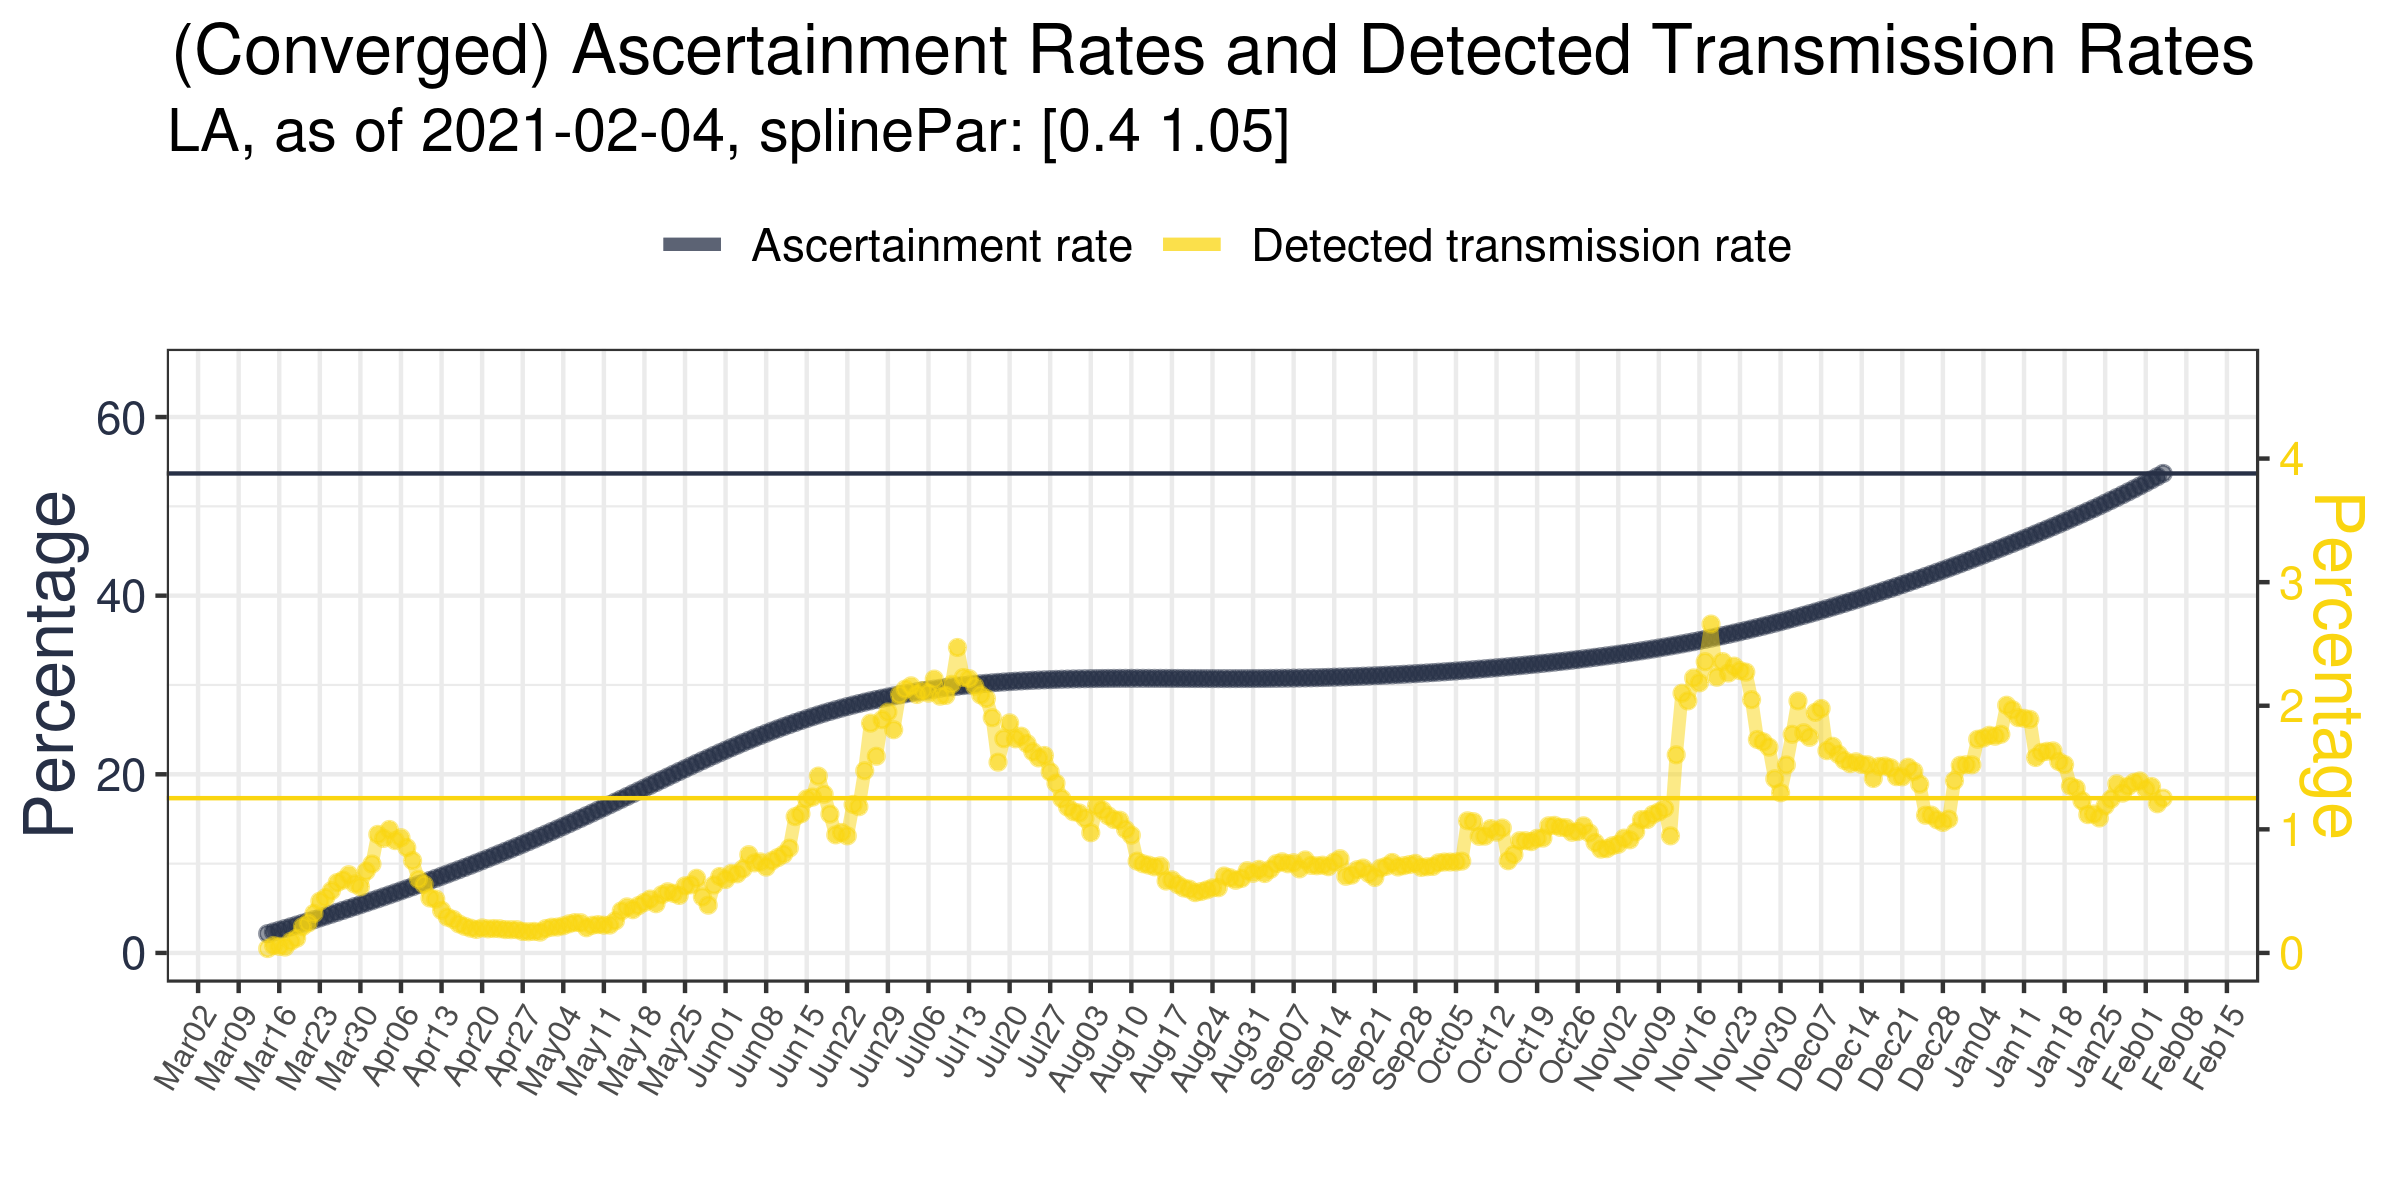 (Converged) Ascertainment Rates and Detected Transmission Rates
LA, as of 2021-02-04, splinePar: [0.4 1.05]
Ascertainment rate
Detected transmission rate
Percentage
60
40
20
0
4
3
2
1
0
Percentage
Mar02
Mar09
Mar16
Mar23
Mar30
Apr06
Apr13
Apr20
Apr27
May04
May11
May18
May25
Jun01
Jun08
Jun15
Jun22
Jun29
Jul06
Jul13
Jul20
Jul27
Aug03
Aug10
Aug17
Aug24
Aug31
Sep07
Sep14
Sep21
Sep28
Oct05
Oct12
Oct19
Oct26
Nov02
Nov09
Nov16
Nov23
Nov30
Dec07
Dec14
Dec21
Dec28
Jan04
Jan11
Jan18
Jan25
Feb01
Feb08
Feb15